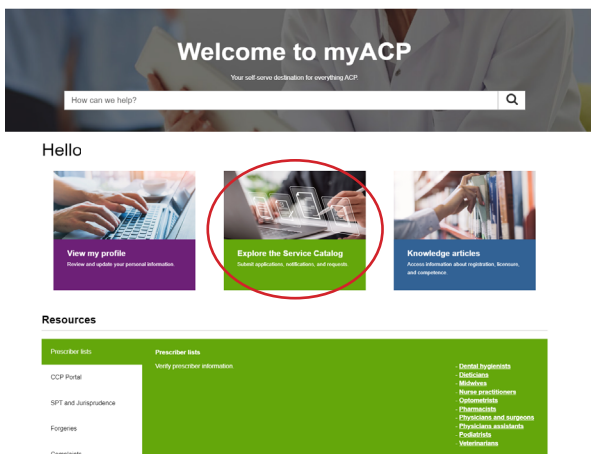 Welcome to myACP
Your self-serve destination for everything ACP.
How can we help?
Hello
View my profile
Review and update your personal information.
Explore the Service Catalog
Submit applications, notifications, and requests.
Knowledge articles
Access information about registration, licensure,
and competence.
Resources
Prescriber lists
CCP Portal
SPT and Jurisprudence
Forgeries
Complaints
Prescriber lists
Verify prescriber information
- Dental hygienists
- Dieticians
- Midwives
- Nurse practitioners
- Optometrists
- Pharmacists
- Physicians and surgeons
- Physicians assistants
- Podiatrists
- Veterinarians